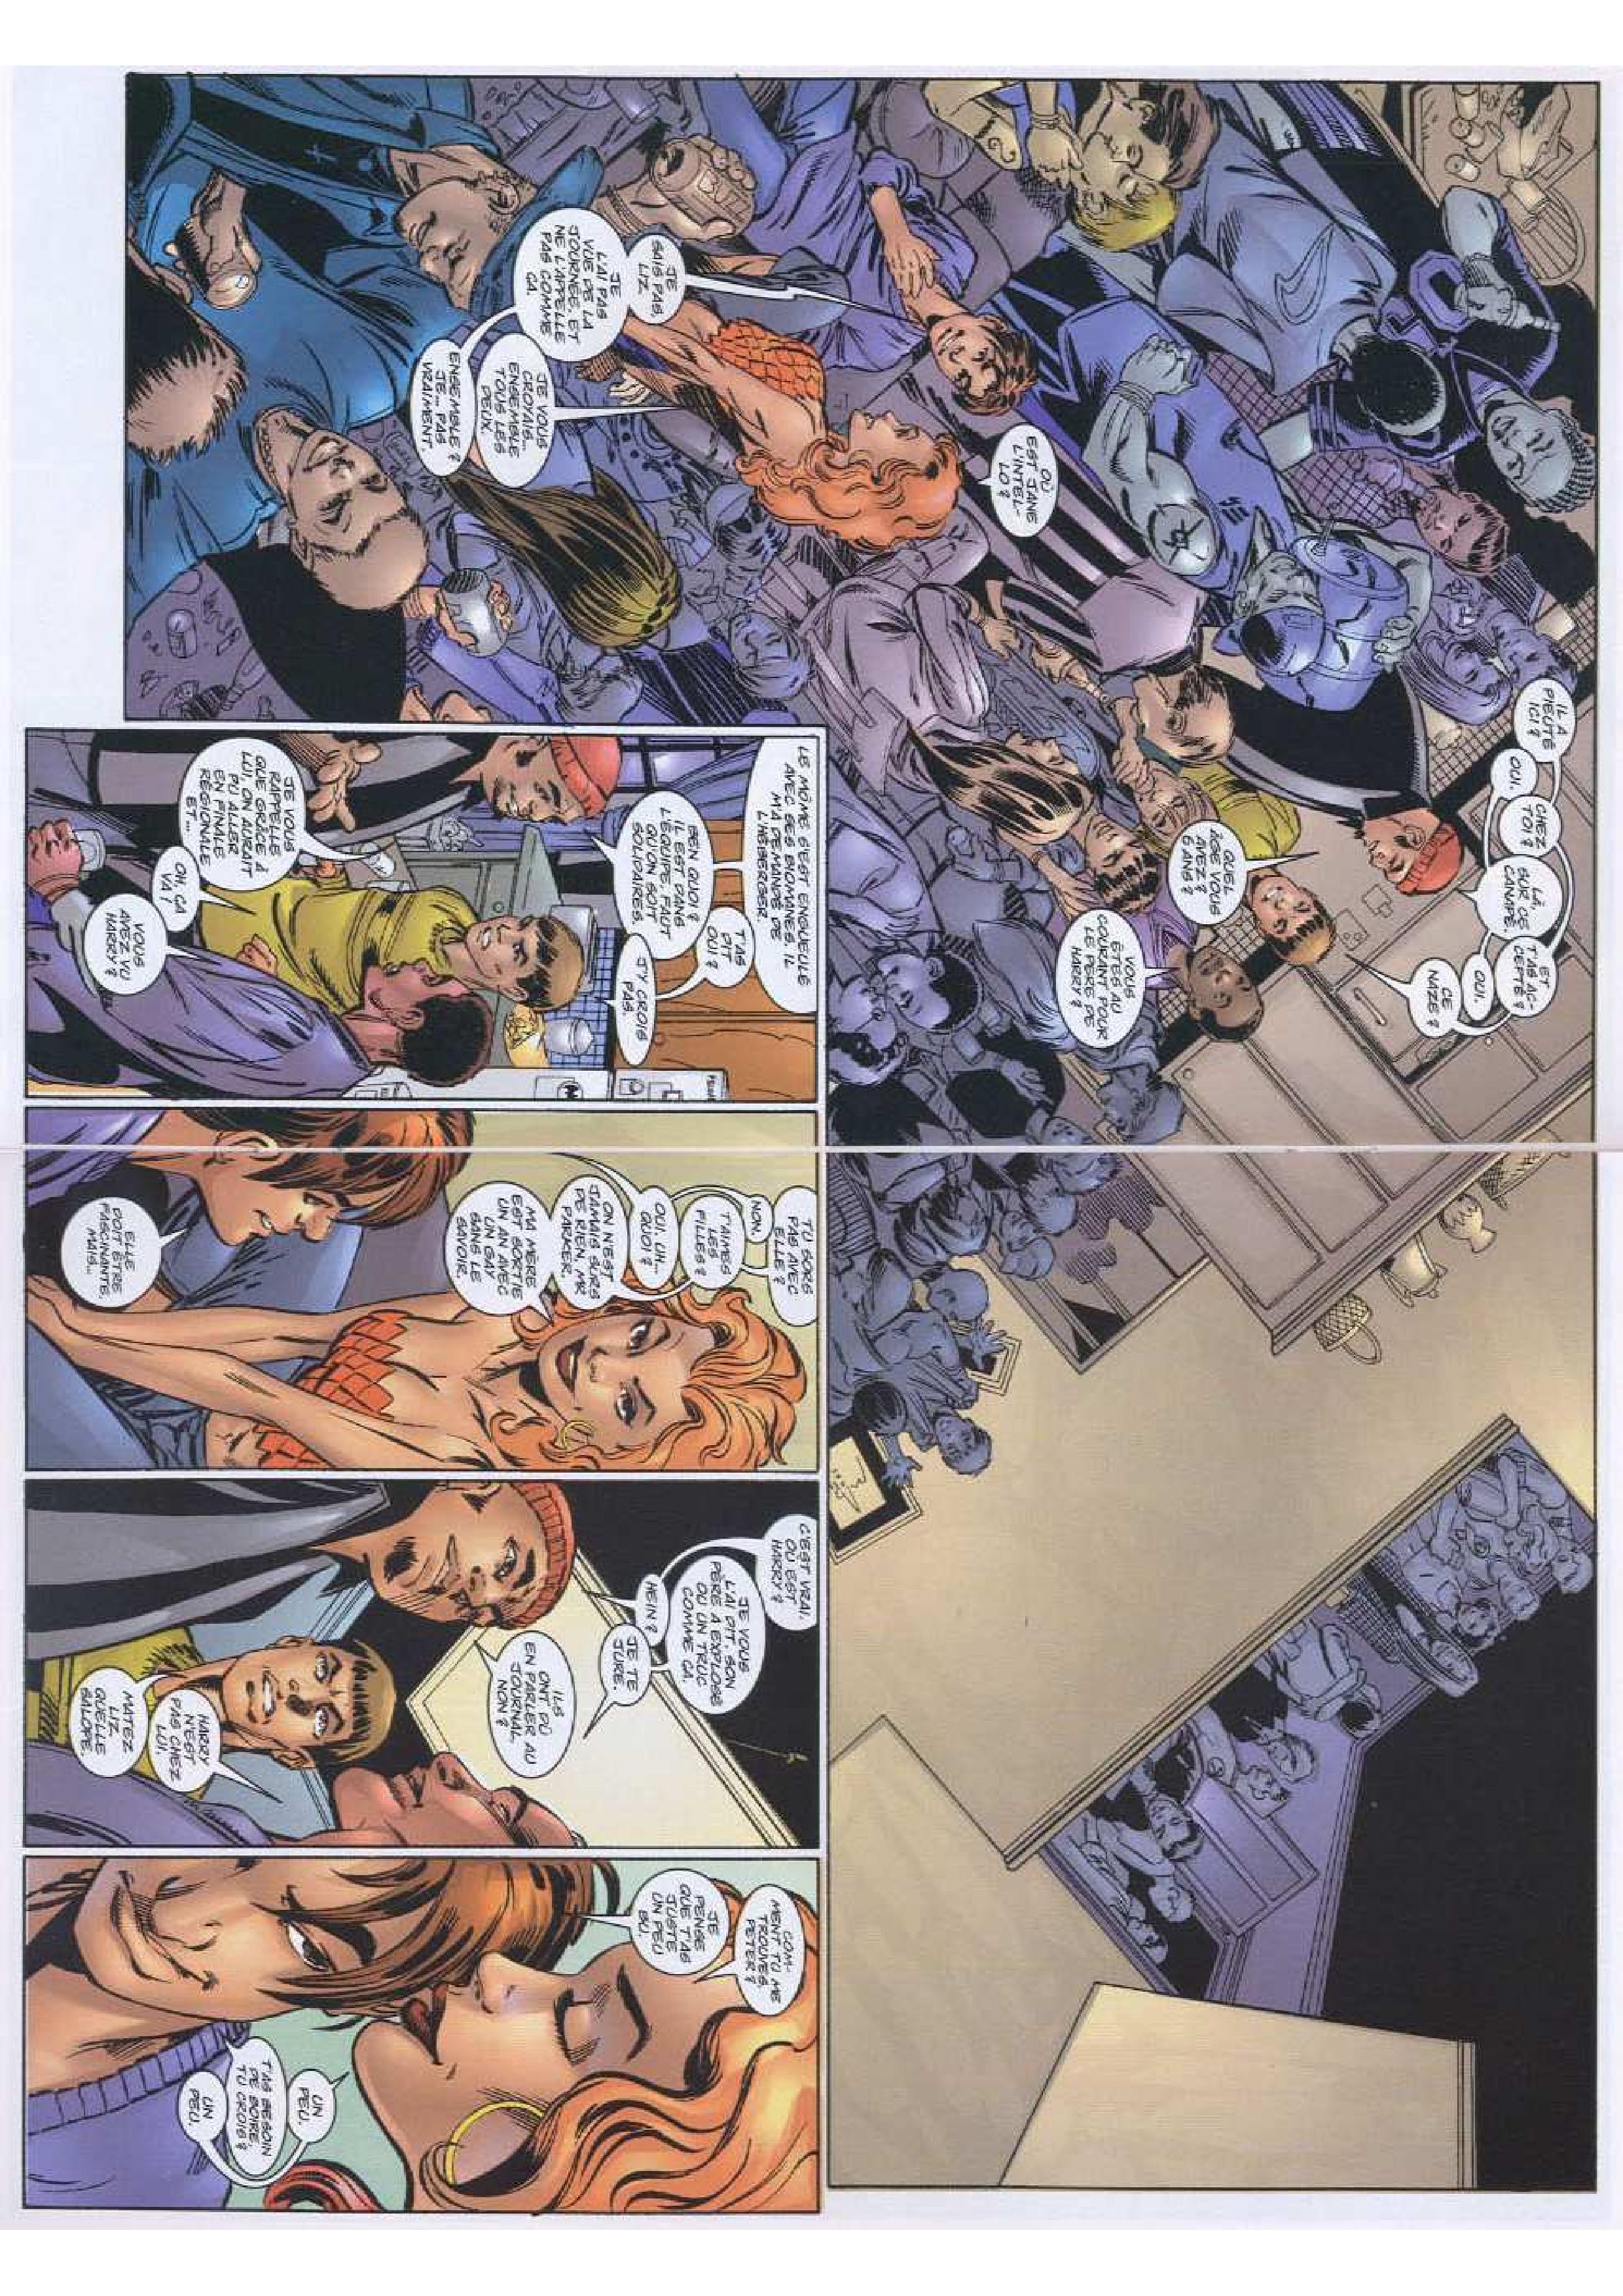 IL A
PIEUTÉ
ICI ?
OUI.
CHEZ
TOI ?
LÀ,
SUR CE
CANAPÉ.
ET
T'AS AC-
CEPTÉ ?
OUI.
CE
NAZE ?
QUEL
ÂGE VOUS
AVEZ ?
6 ANS ?
VOUS
ÊTES AU
COURANT POUR
LE PÈRE DE
HARRY ?
OÙ
EST JANE
L'INTEL-
LO ?
JE
SAIS PAS
LIZ.
JE
L'AI PAS
VUE DE LA
JOURNÉE, ET
NE L'APPELLE
PAS COMME
ÇA.
JE VOUS
CROYAIS...
ENSEMBLE
TOUS LES
DEUX.
ENSEMBLE ?
JE... PAS
VRAIMENT.
LE MÔME S'EST ENGUEULÉ
AVEC SES BIOMANES, IL
M'A DEMANDÉ DE
L'HÉBERGER.
T'AS
DIT
OUI ?
BEN QUOI ?
IL EST DANS
L'ÉQUIPE, FAUT
QU'ON SOIT
SOLIDAIRES
J'Y CROIS
PAS
JE VOUS
RAPPELLE
QUE GRÂCE À
LUI, ON AURAIT
PU ALLER
EN FINALE
RÉGIONALE
ET...
OH, ÇA
VA !
VOUS
AVEZ VU
HARRY ?
TU SORS
PAS AVEC
ELLE ?
NON.
T'AIMES
LES
FILLES ?
OUI, UH,
QUOI ?
ON N'EST
JAMAIS SÛRS
DE RIEN, MR
PARKER.
MA MÈRE
EST SORTIE
UN AN AVEC
UN GAY
SANS LE
SAVOIR.
ELLE
DOIT ÊTRE
FASCINANTE,
MAIS...
C'EST VRAI,
OÙ EST
HARRY ?
JE VOUS
L'AI DIT, SON
PÈRE A EXPLOSÉ
OU UN TRUC
COMME ÇA.
HEIN ?
JE TE
JURE.
ILS
ONT DÛ
EN PARLER AU
JOURNAL,
NON ?
HARRY
N'EST
PAS CHEZ
LUI.
MATEZ
LIZ.
QUELLE
SALOPE.
COM-
MENT TU ME
TROUVES,
PETER ?
JE
PENSE
QUE T'AS
JUSTE
UN PEU
BU.
UN
PEU.
T'AS BESOIN
DE BOIRE,
TU CROIS ?
UN
PEU.